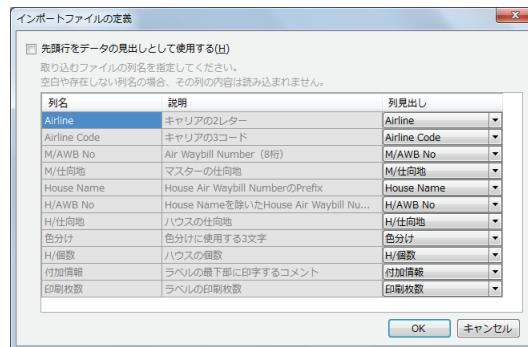 インポートファイルの定義
先頭行をデータの見出しとして使用する(H)
取り込むファイルの列名を指定してください。
空白や存在しない列名の場合、その列の内容は読み込まれません。
列名 説明 列見出し
Airline キャリアの2レター Airline
Airline Code キャリアの3コード Airline Code
M/AWB No Air Waybill Number（8桁） M/AWB No
M/仕向地 マスターの仕向地 M/仕向地
House Name House Air Waybill NumberのPrefix House Name
H/AWB No House Nameを除いたHouse Air Waybill Nu... H/AWB No
H/仕向地 ハウスの仕向地 H/仕向地
色分け 色分けに使用する3文字 色分け
H/個数 ハウスの個数 H/個数
付加情報 ラベルの最下部に印字するコメント 付加情報
印刷枚数 ラベルの印刷枚数 印刷枚数
OK キャンセル